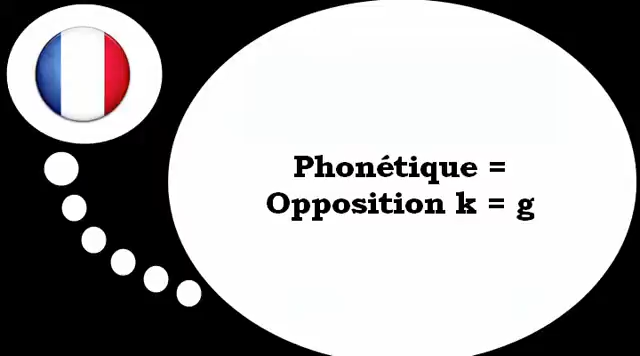 Phonétique =
Opposition k = g